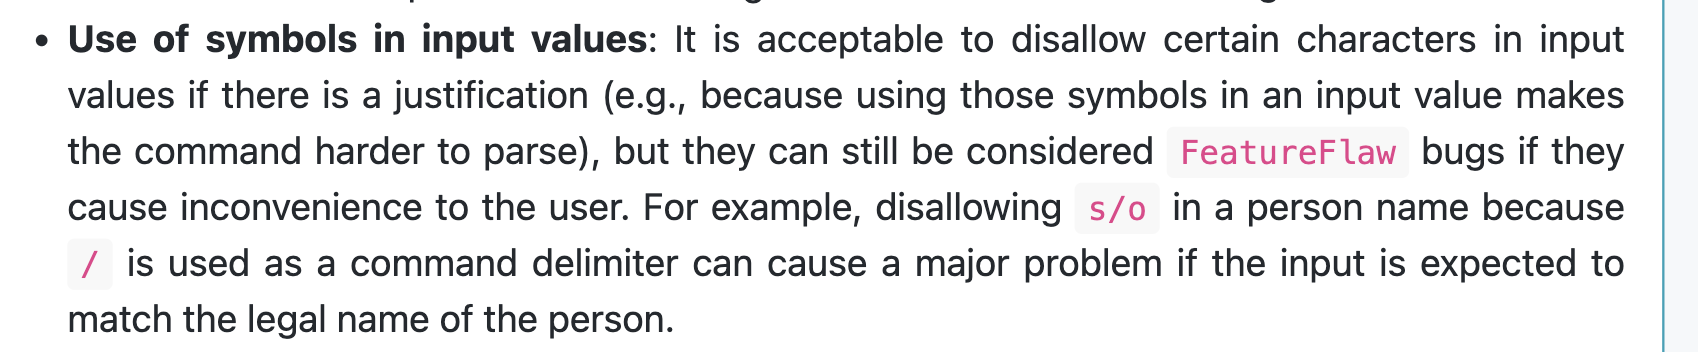 • Use of symbols in input values: It is acceptable to disallow certain characters in input
values if there is a justification (e.g., because using those symbols in an input value makes
the command harder to parse), but they can still be considered FeatureFlaw bugs if they
cause inconvenience to the user. For example, disallowing s/o in a person name because
/ is used as a command delimiter can cause a major problem if the input is expected to
match the legal name of the person.